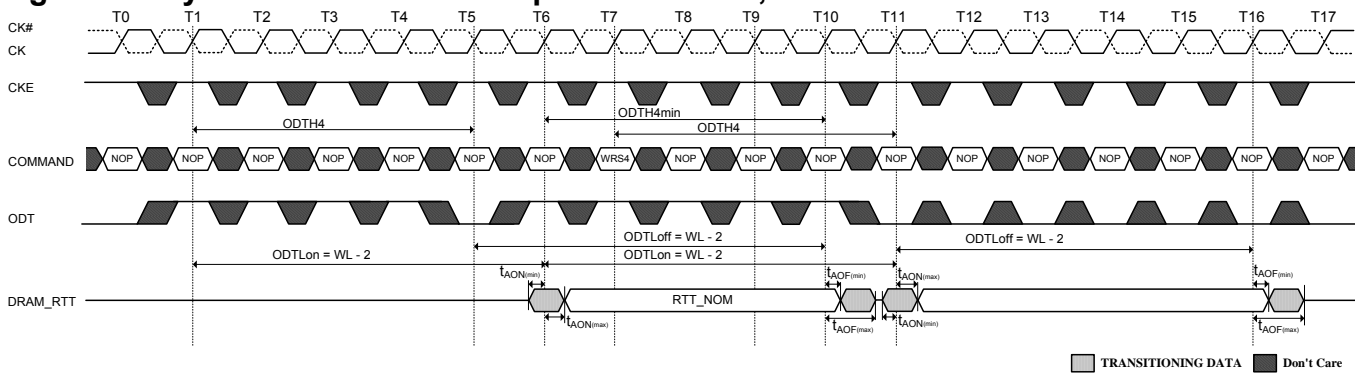 T0 T1 T2 T3 T4 T5 T6 T7 T8 T9 T10 T11 T12 T13 T14 T15 T16 T17
CK#
CK
CKE
ODTH4min
ODTH4 ODTH4
COMMAND NOP NOP NOP NOP NOP NOP NOP WRS4 NOP NOP NOP NOP NOP NOP NOP NOP NOP NOP
ODT
ODTLoff = WL - 2 ODTLoff = WL - 2
ODTLon = WL - 2 ODTLon = WL - 2
tAON(min) tAOF(min) tAON(max) tAOF(min)
DRAM_RTT RTT_NOM
tAON(max) tAOF(max) tAON(min) tAOF(max)
TRANSITIONING DATA Don't Care